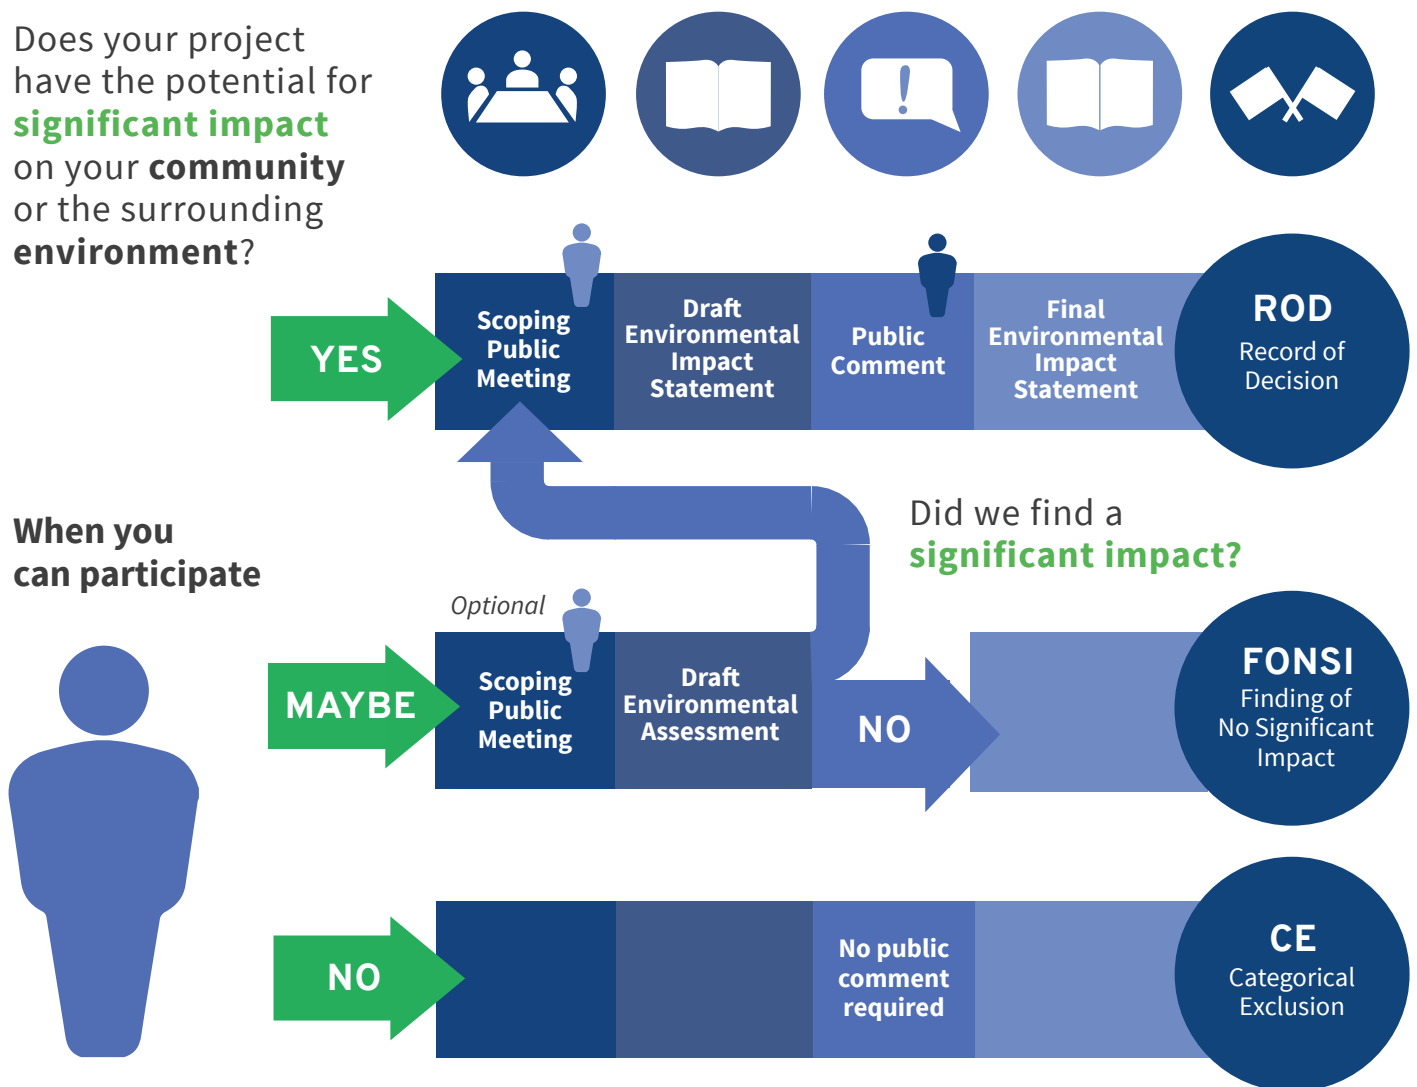 Does your project
have the potential for
significant impact
on your community
or the surrounding
environment?
YES
Scoping
Public
Meeting
Draft
Environmental
Impact
Statement
Public
Comment
Final
Environmental
Impact
Statement
ROD
Record of
Decision
When you
can participate
Did we find a
significant impact?
Optional
MAYBE
Scoping
Public
Meeting
Draft
Environmental
Assessment
NO
FONSI
Finding of
No Significant
Impact
NO
No public
comment
required
CE
Categorical
Exclusion